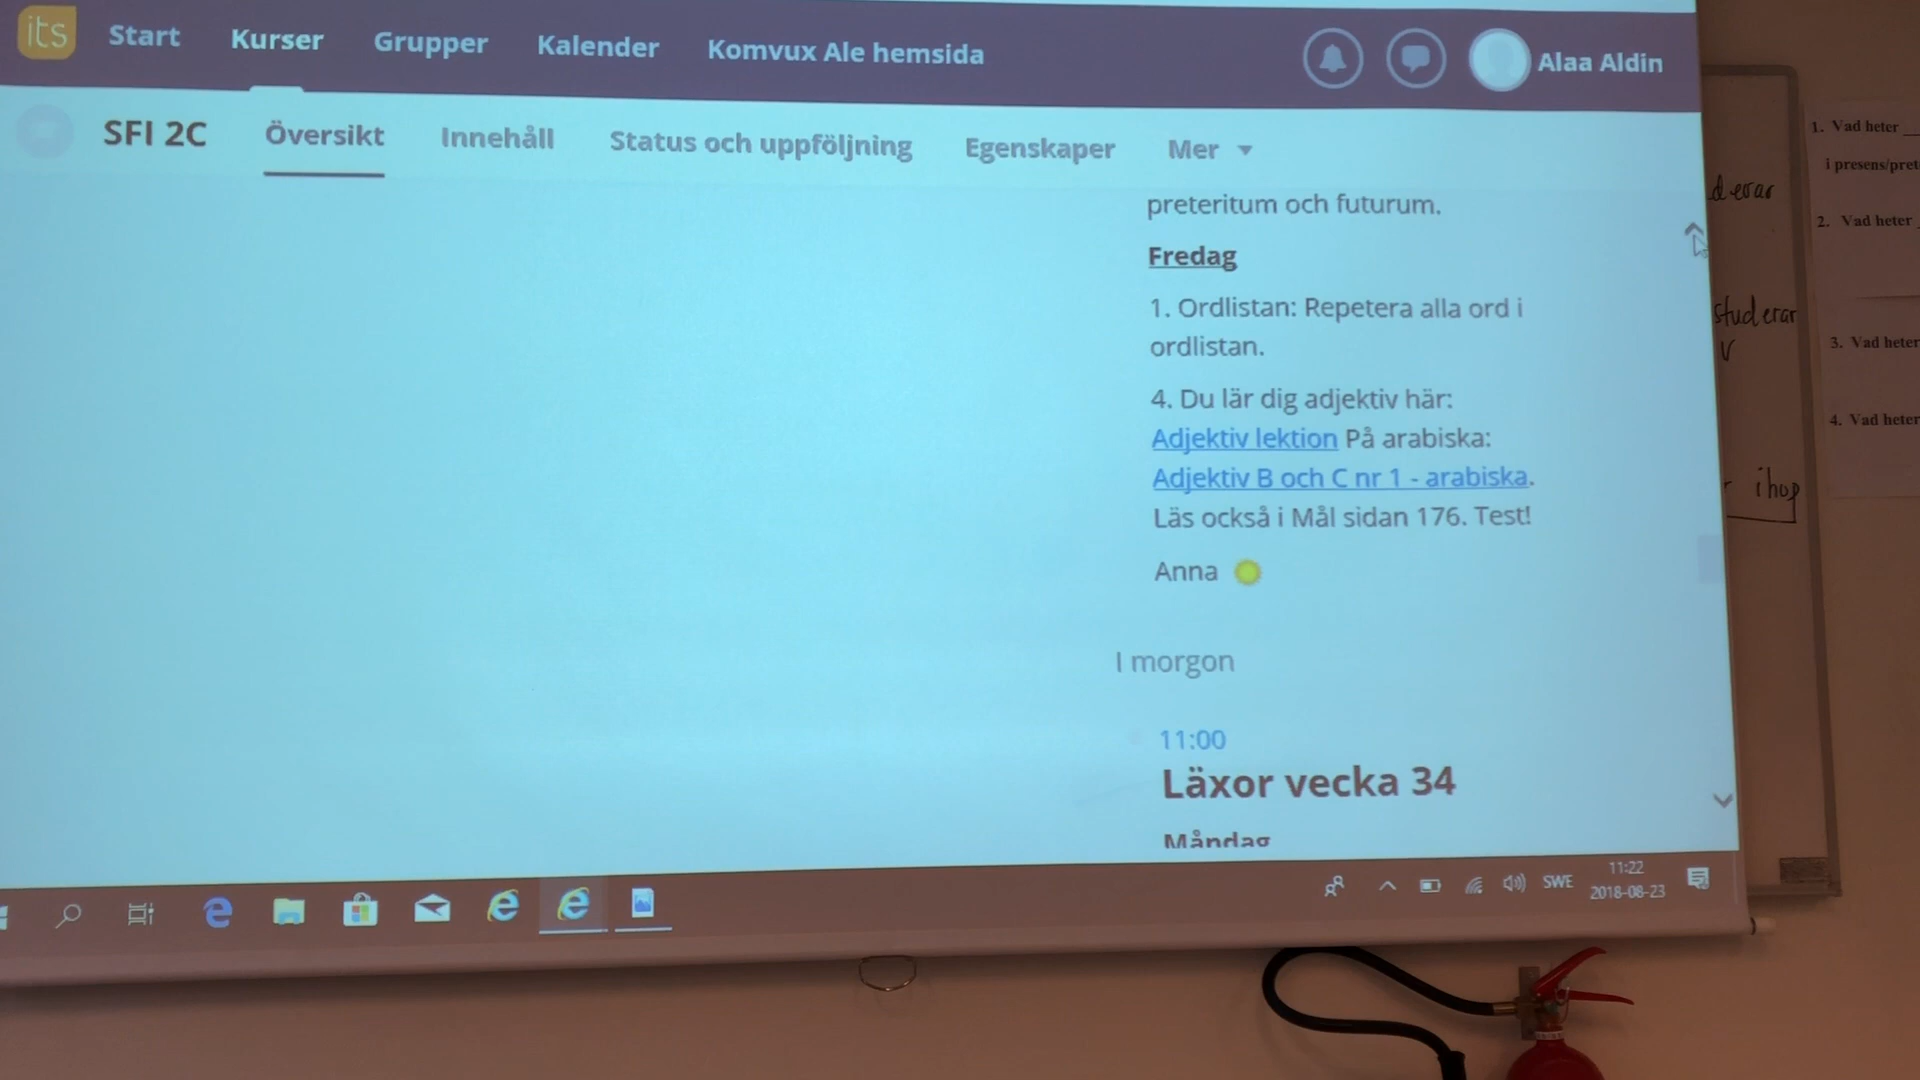 its Start Kurser Grupper Kalender Komvux Ale hemsida Alaa Aldin
SFI 2C Översikt Innehåll Status och uppföljning Egenskaper Mer
preteritum och futurum.
Fredag
1. Ordlistan: Repetera alla ord i
ordlistan.
4. Du lär dig adjektiv här:
Adjektiv lektion På arabiska:
Adjektiv B och C nr 1 - arabiska.
Läs också i Mål sidan 176. Test!
Anna
I morgon
11:00
Läxor vecka 34
Måndag
SWE
11:22
2018-08-23
derar
studerar
v
ihop
1. Vad heter
i presens/pret
2. Vad heter
3. Vad heter
4. Vad heter